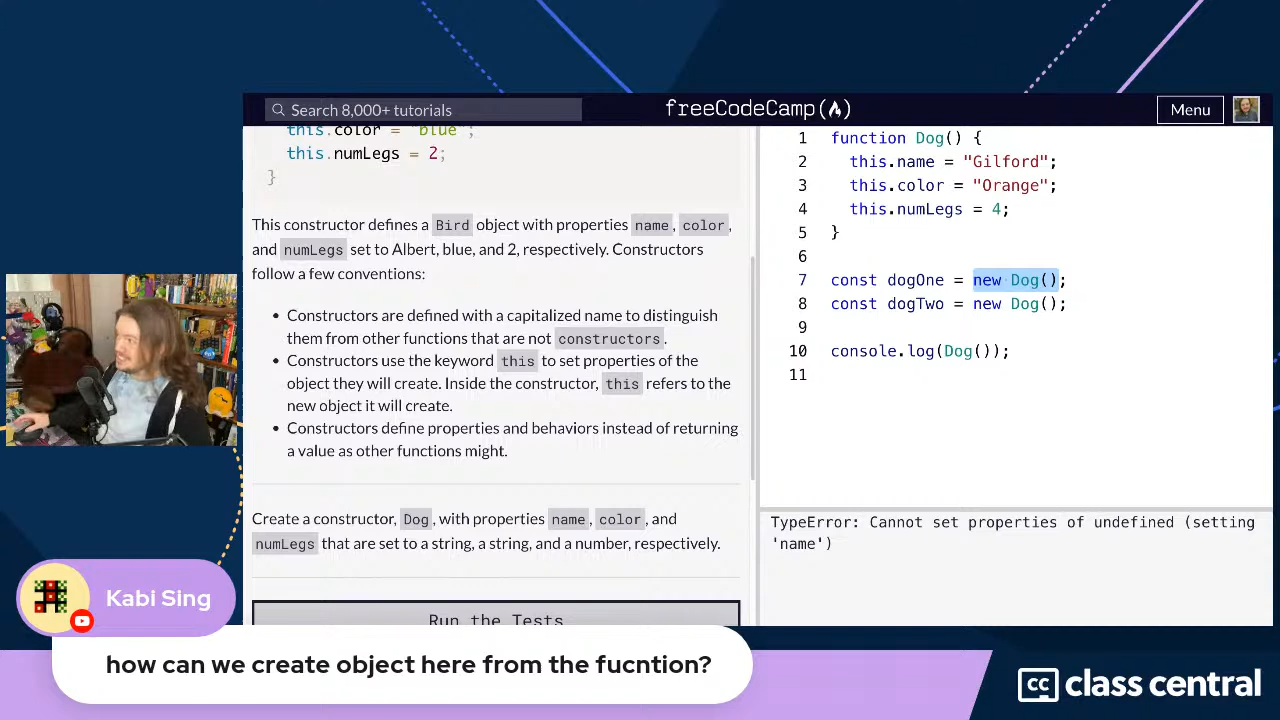 Search 8,000+ tutorials
freeCodeCamp
Menu
this.color = "blue";
this.numLegs = 2;
}
This constructor defines a Bird object with properties name, color,
and numLegs set to Albert, blue, and 2, respectively. Constructors
follow a few conventions:
• Constructors are defined with a capitalized name to distinguish
them from other functions that are not constructors.
• Constructors use the keyword this to set properties of the
object they will create. Inside the constructor, this refers to the
new object it will create.
• Constructors define properties and behaviors instead of returning
a value as other functions might.
Create a constructor, Dog, with properties name, color, and
numLegs that are set to a string, a string, and a number, respectively.
Run the Tests
1 function Dog() {
2 this.name = "Gilford";
3 this.color = "Orange";
4 this.numLegs = 4;
5 }
6
7 const dogOne = new Dog();
8 const dogTwo = new Dog();
9
10 console.log(Dog());
11
TypeError: Cannot set properties of undefined (setting
'name')
Kabi Sing
how can we create object here from the fucntion?
cc class central